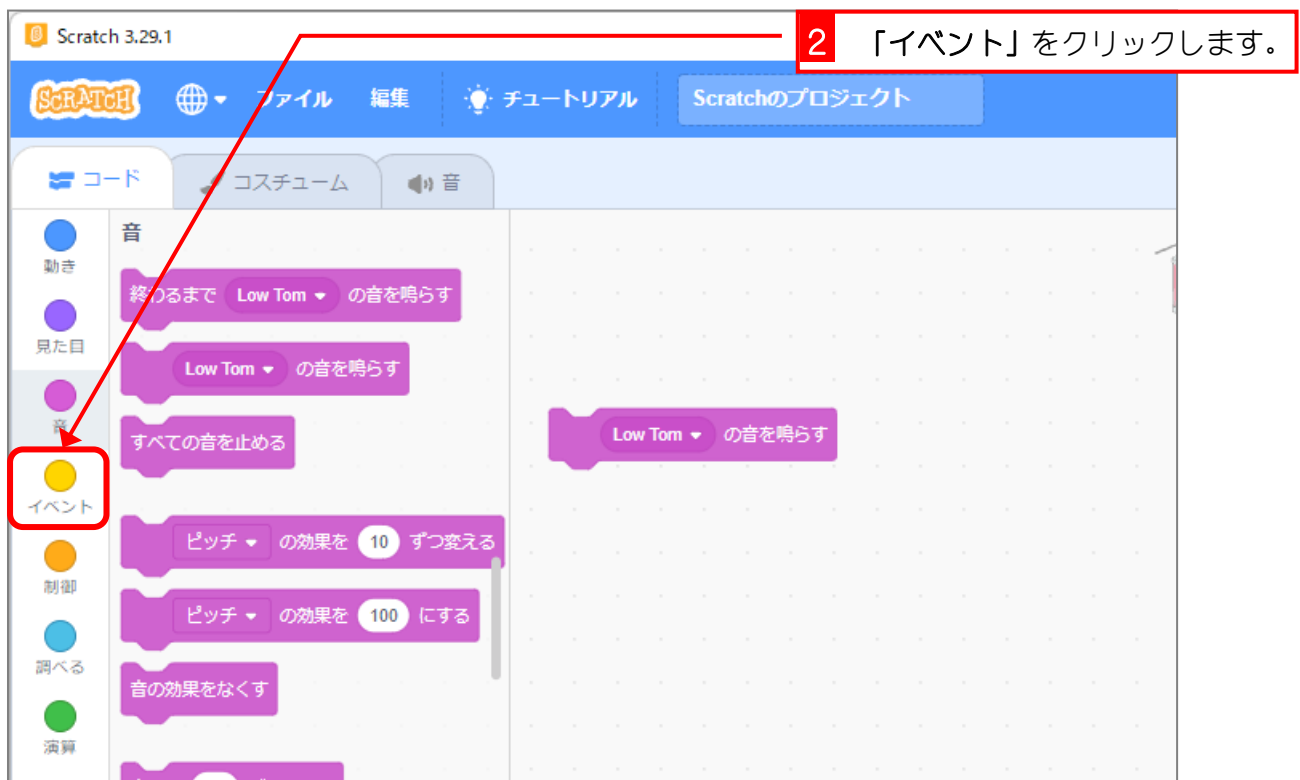 Scratch 3.29.1
2 「イベント」をクリックします。
SCRATCH ファイル 編集 チュートリアル Scratchのプロジェクト
コード コスチューム 音
動き
見た目
音
イベント
制御
調べる
演算
音
終わるまで Low Tom の音を鳴らす
Low Tom の音を鳴らす
すべての音を止める
ピッチ の効果を 10 ずつ変える
ピッチ の効果を 100 にする
音の効果をなくす
Low Tom の音を鳴らす